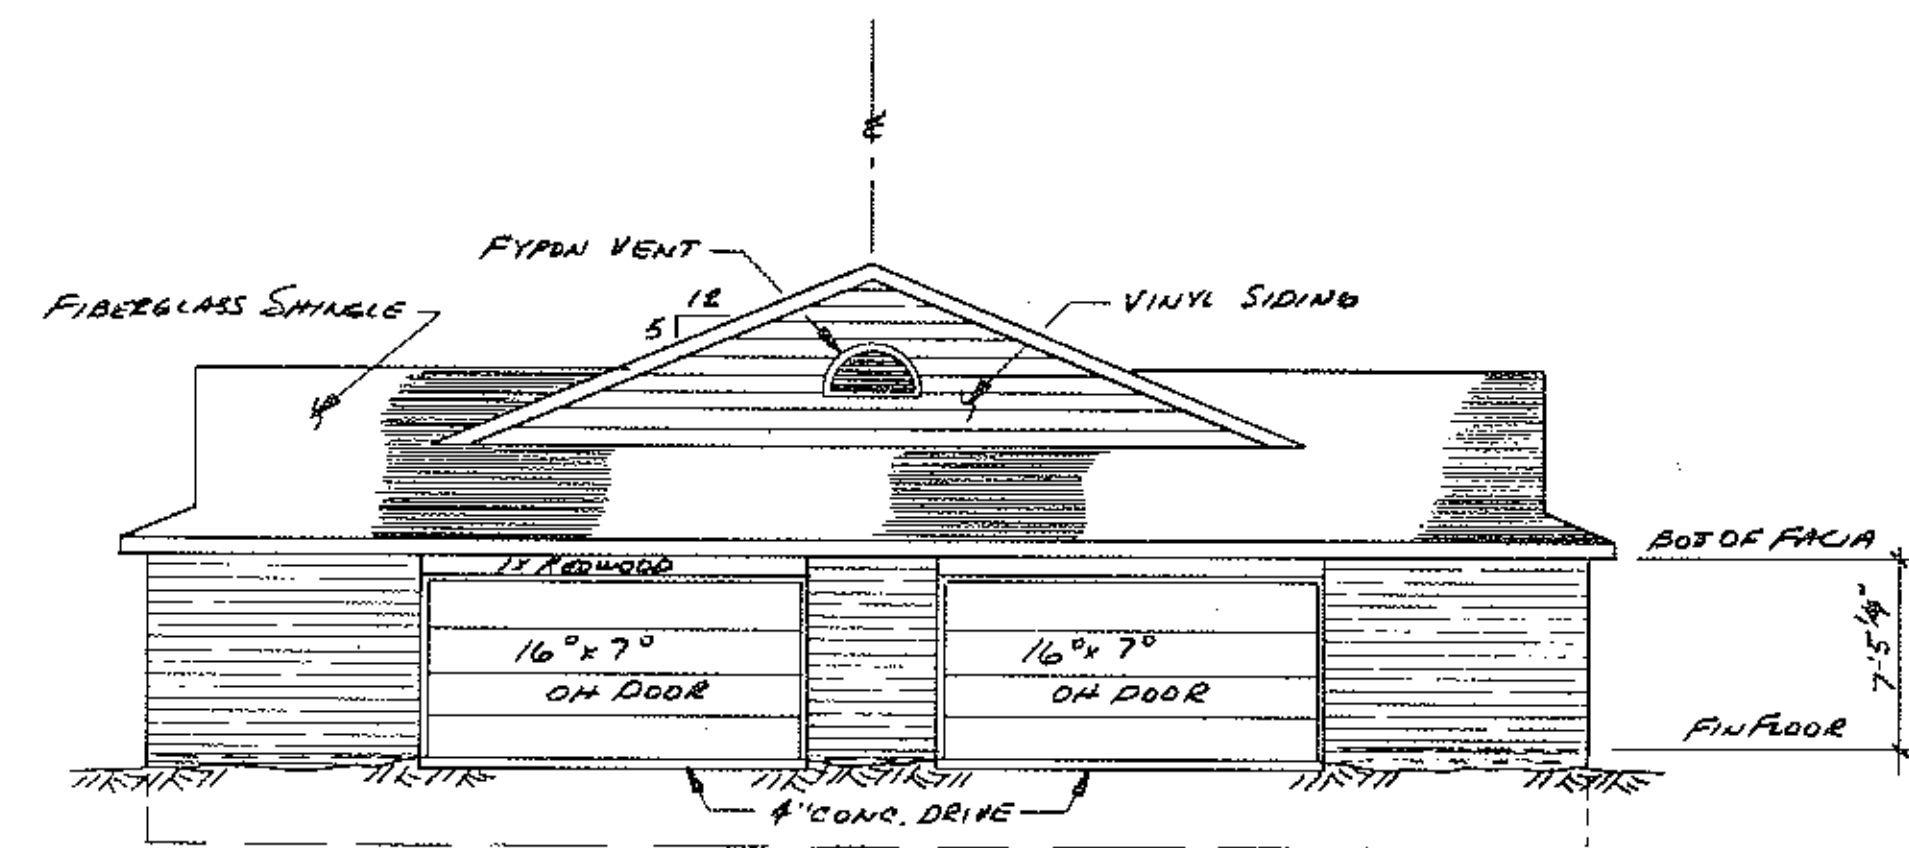 FYPON VENT
FIBERGLASS SHINGLE
12
5
VINYL SIDING
BOT OF FACIA
1X REDWOOD
16° x 7°
OH DOOR
16° x 7°
OH DOOR
7'-5 1/4"
FIN FLOOR
4" CONC. DRIVE